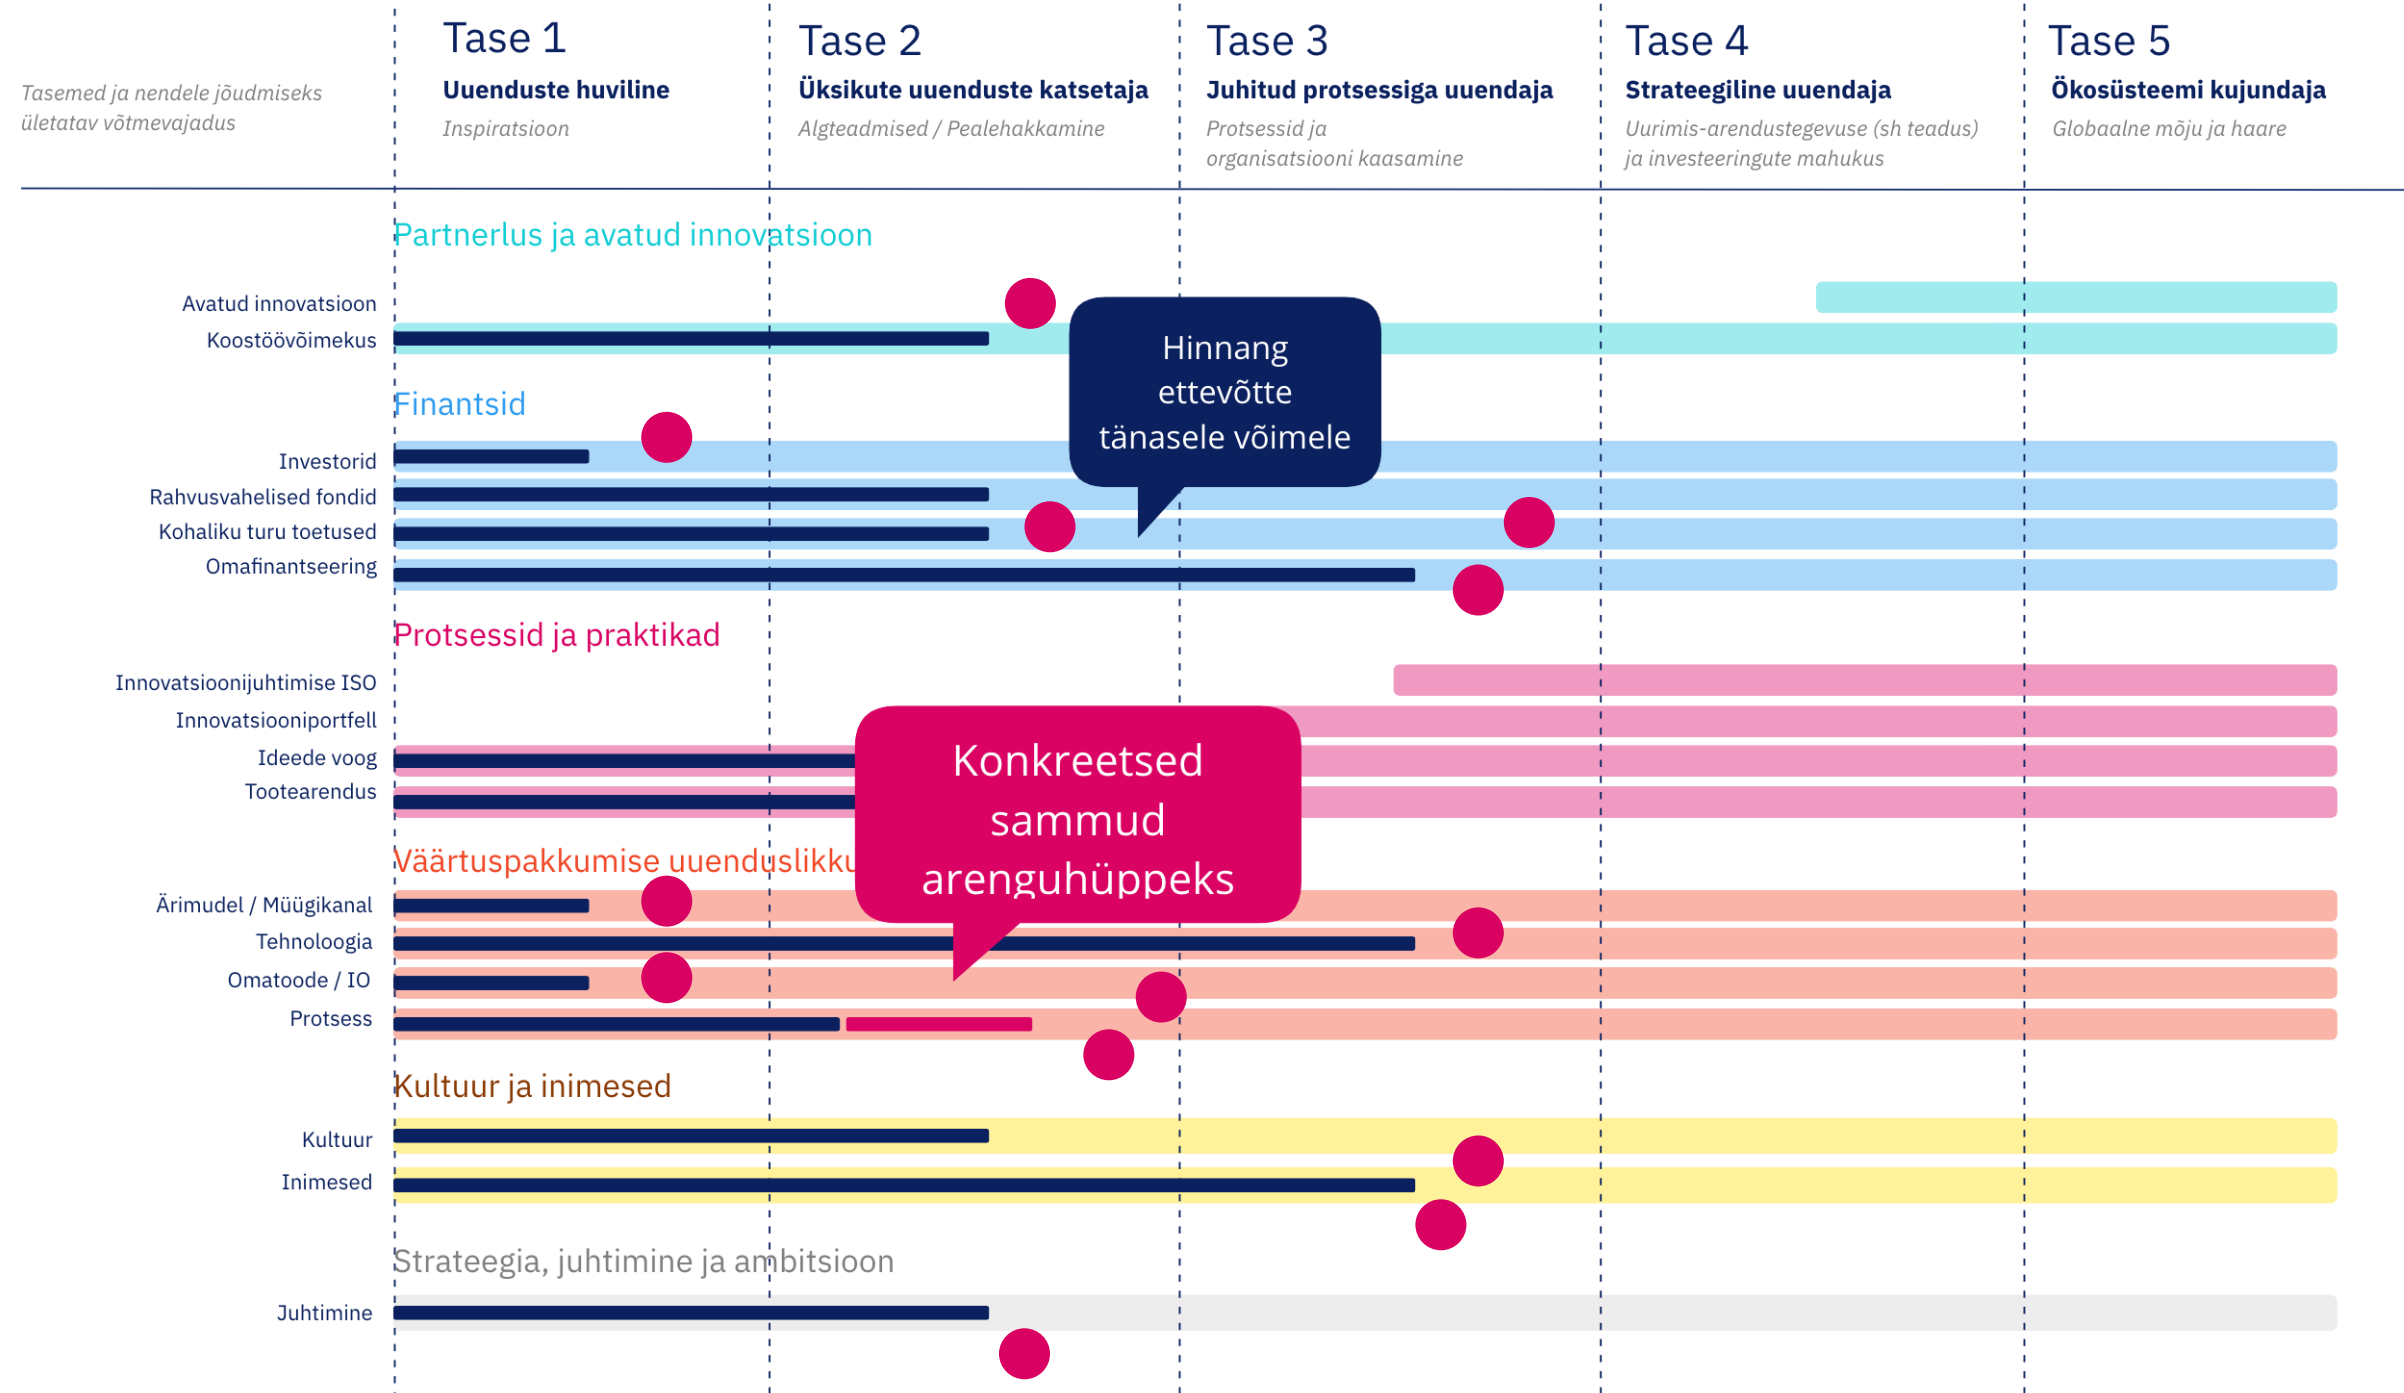 Tase 1
Tase 2
Tase 3
Tase 4
Tase 5
Uuenduste huviline
Üksikute uuenduste katsetaja
Juhitud protsessiga uuendaja
Strateegiline uuendaja
Ökosüsteemi kujundaja
Tasemed ja nendele jõudmiseks
ületatav võtmevajadus
Inspiratsioon
Algteadmised / Pealehakkamine
Protsessid ja
organisatsiooni kaasamine
Uurimis-arendustegevuse (sh teadus)
ja investeeringute mahukus
Globaalne mõju ja haare
Partnerlus ja avatud innovatsioon
Avatud innovatsioon
Koostöövõimekus
Hinnang
ettevõtte
tänasele võimele
Finantsid
Investorid
Rahvusvahelised fondid
Kohaliku turu toetused
Omafinantseering
Protsessid ja praktikad
Innovatsioonijuhtimise ISO
Innovatsiooniportfell
Ideede voog
Tootearendus
Konkreetsed
sammud
arenguhüppeks
Väärtuspakkumise uuenduslikku
Ärimudel / Müügikanal
Tehnoloogia
Omatoode / IO
Protsess
Kultuur ja inimesed
Kultuur
Inimesed
Strateegia, juhtimine ja ambitsioon
Juhtimine